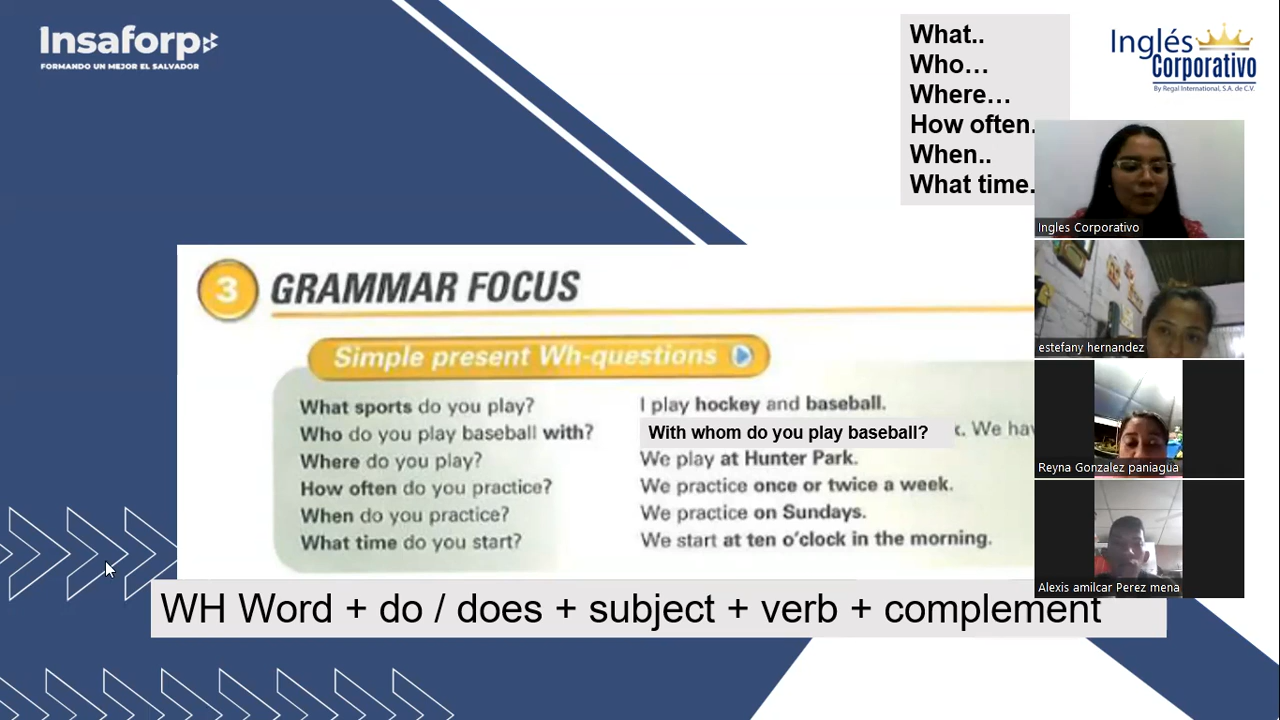 Insaforp
FORMANDO UN MEJOR EL SALVADOR
What..
Who…
Where…
How often.
When..
What time.
Inglés
Corporativo
By Regal International, S.A. de C.V.
Ingles Corporativo
estefany hernandez
Reyna Gonzalez paniagua
Alexis amilcar Perez mena
3 GRAMMAR FOCUS
Simple present Wh-questions
What sports do you play? I play hockey and baseball.
Who do you play baseball with? With whom do you play baseball? We
Where do you play? We play at Hunter Park.
How often do you practice? We practice once or twice a week.
When do you practice? We practice on Sundays.
What time do you start? We start at ten o'clock in the morning.
WH Word + do / does + subject + verb + complement